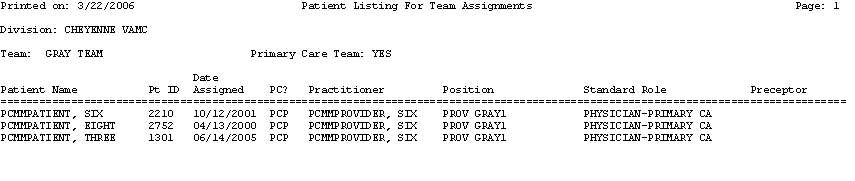 Printed on: 3/22/2006 Patient Listing For Team Assignments Page: 1
Division: CHEYENNE VAMC
Team: GRAY TEAM Primary Care Team: YES
Date
Patient Name Pt ID Assigned PC? Practitioner Position Standard Role Preceptor
PCMMPATIENT, SIX 2210 10/12/2001 PCP PCMMPROVIDER, SIX PROV GRAY1 PHYSICIAN-PRIMARY CA
PCMMPATIENT, EIGHT 2752 04/13/2000 PCP PCMMPROVIDER, SIX PROV GRAY1 PHYSICIAN-PRIMARY CA
PCMMPATIENT, THREE 1301 06/14/2005 PCP PCMMPROVIDER, SIX PROV GRAY1 PHYSICIAN-PRIMARY CA